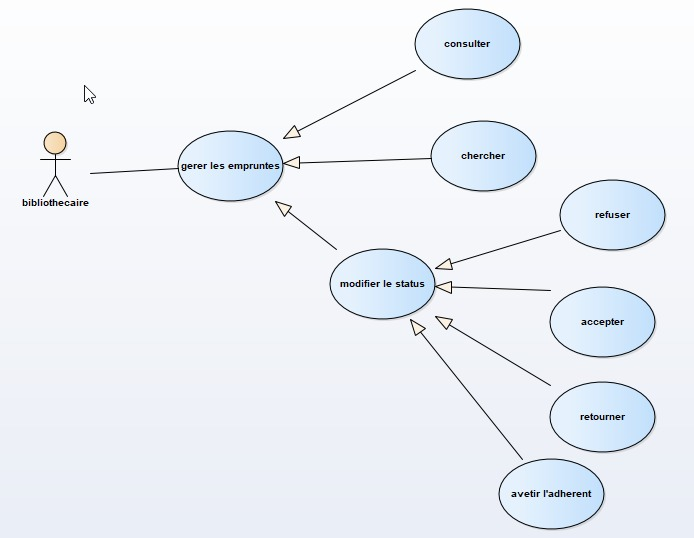 consulter
chercher
gerer les empruntes
bibliothecaire
refuser
modifier le status
accepter
retourner
avetir l'adherent